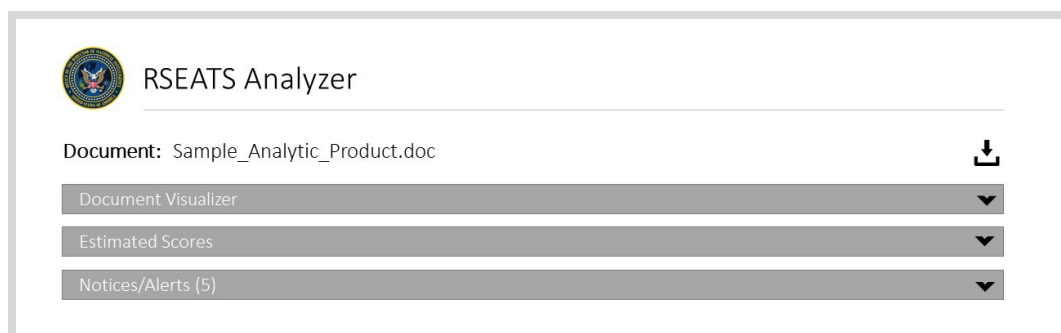 RSEATS Analyzer
Document: Sample_Analytic_Product.doc
Document Visualizer
Estimated Scores
Notices/Alerts (5)